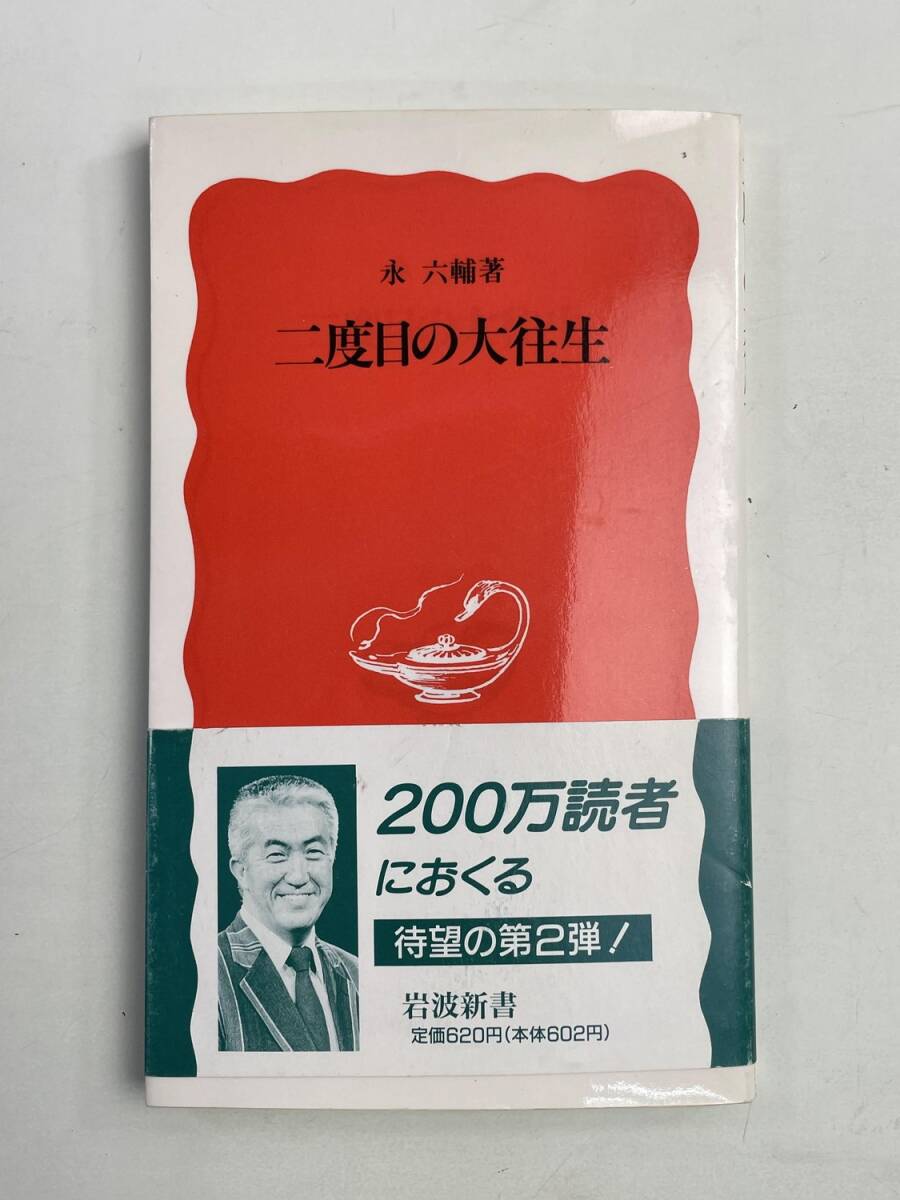 永 六輔著
二度目の大往生
200万読者
におくる
待望の第2弾!
岩波新書
定価620円(本体602円)